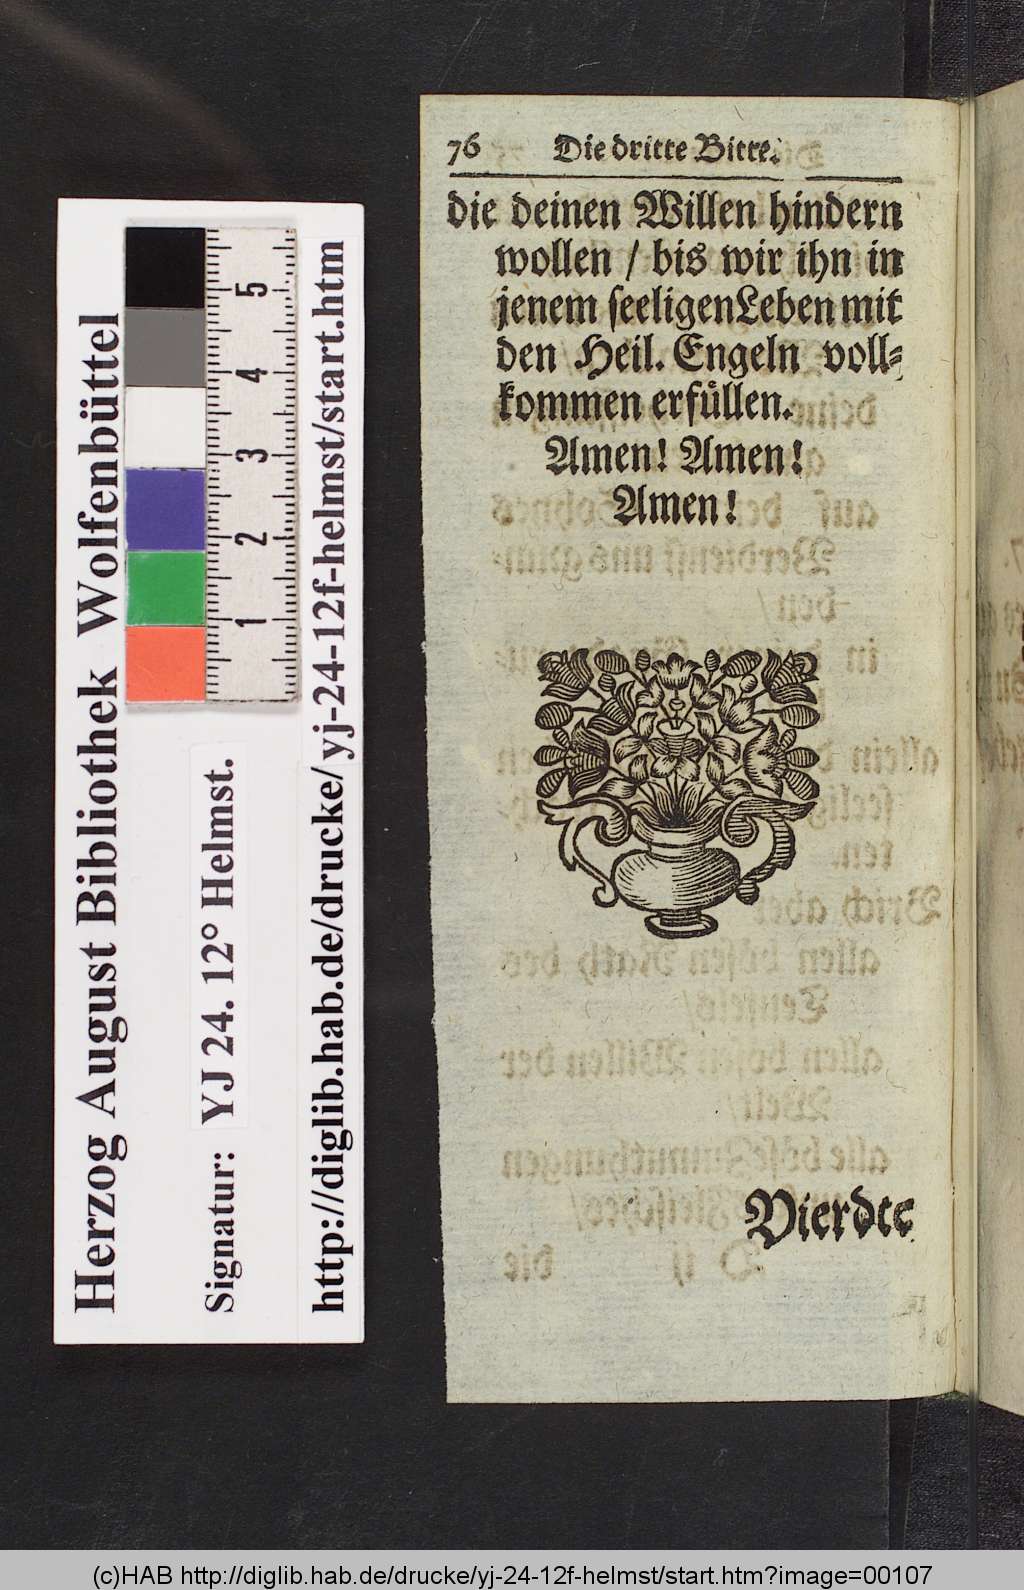 76 Die dritte Bitte.
die deinen Willen hindern
wollen / bis wir ihn in
jenem seeligen Leben mit
den Heil. Engeln voll-
kommen erfüllen.
Amen! Amen!
Amen!
Vierdte
Herzog August Bibliothek Wolfenbüttel
Signatur: YJ 24. 12° Helmst.
http://diglib.hab.de/drucke/yj-24-12f-helmst/start.htm
1 2 3 4 5
(c)HAB http://diglib.hab.de/drucke/yj-24-12f-helmst/start.htm?image=00107